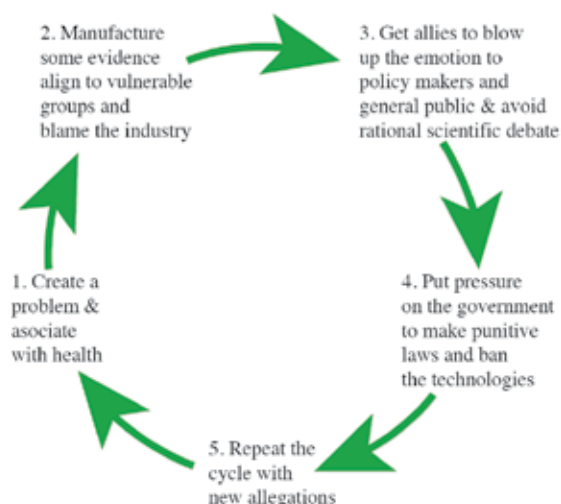 1. Create a
problem &
asociate
with health
2. Manufacture
some evidence
align to vulnerable
groups and
blame the industry
3. Get allies to blow
up the emotion to
policy makers and
general public & avoid
rational scientific debate
4. Put pressure
on the government
to make punitive
laws and ban
the technologies
5. Repeat the
cycle with
new allegations